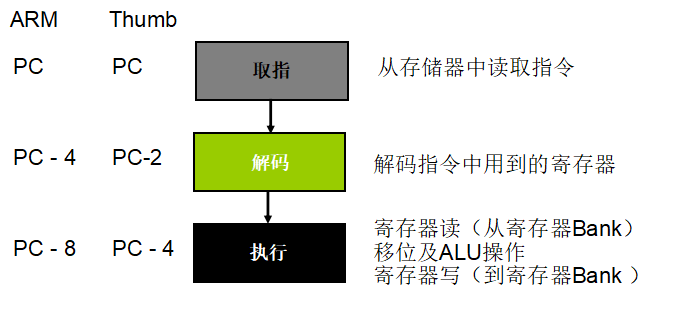 ARM Thumb
PC PC 取指 从存储器中读取指令
PC - 4 PC-2 解码 解码指令中用到的寄存器
PC - 8 PC - 4 执行 寄存器读（从寄存器Bank）
移位及ALU操作
寄存器写（到寄存器Bank ）